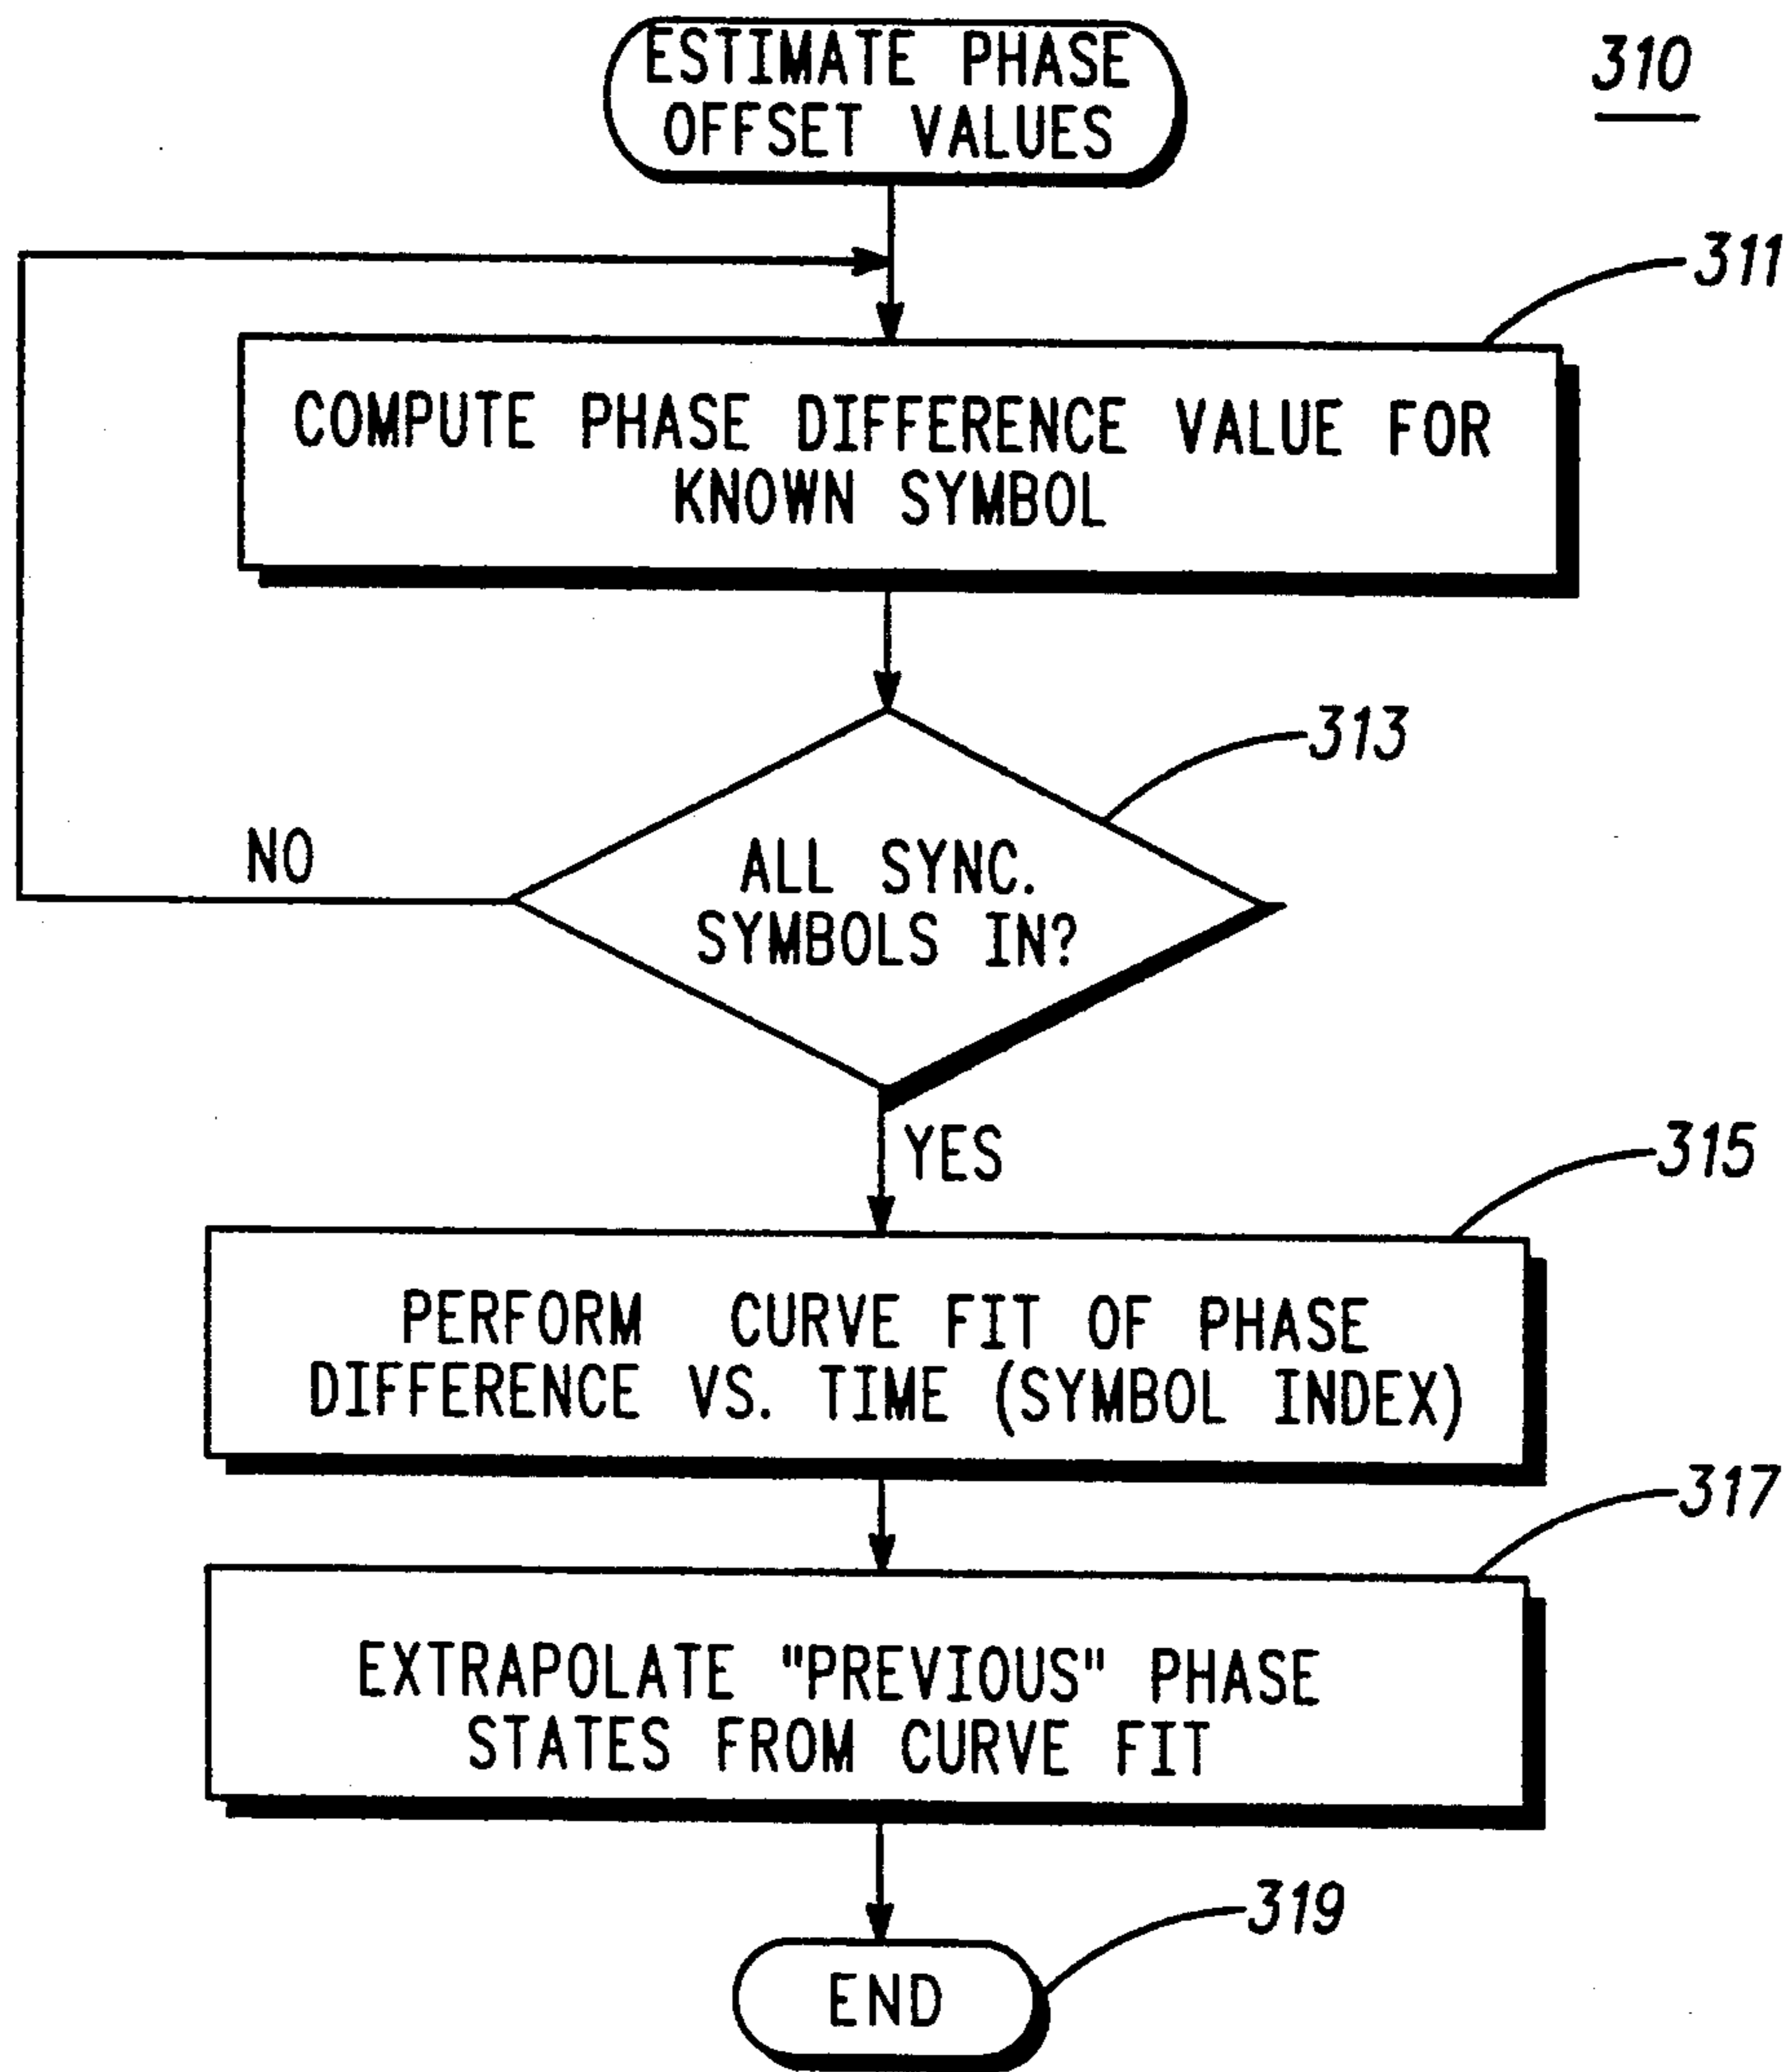 ESTIMATE PHASE
OFFSET VALUES
310
311
COMPUTE PHASE DIFFERENCE VALUE FOR
KNOWN SYMBOL
313
ALL SYNC.
SYMBOLS IN?
NO
YES
315
PERFORM CURVE FIT OF PHASE
DIFFERENCE VS. TIME (SYMBOL INDEX)
317
EXTRAPOLATE "PREVIOUS" PHASE
STATES FROM CURVE FIT
319
END